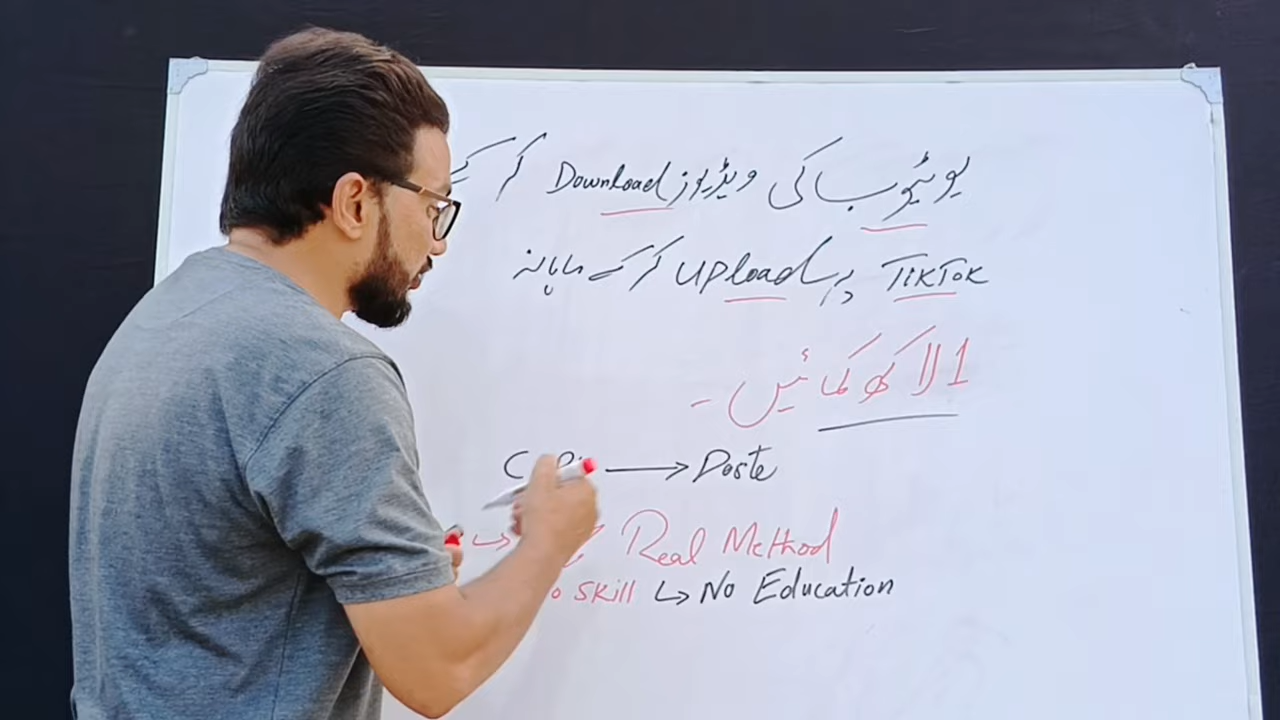 یوٹیوب کی ویڈیوز Download کر کے
TikTok پر Upload کر کے ماہانہ
1 لاکھ کمائیں۔
→ Paste
↳ Real Method
Skill ↳ No Education